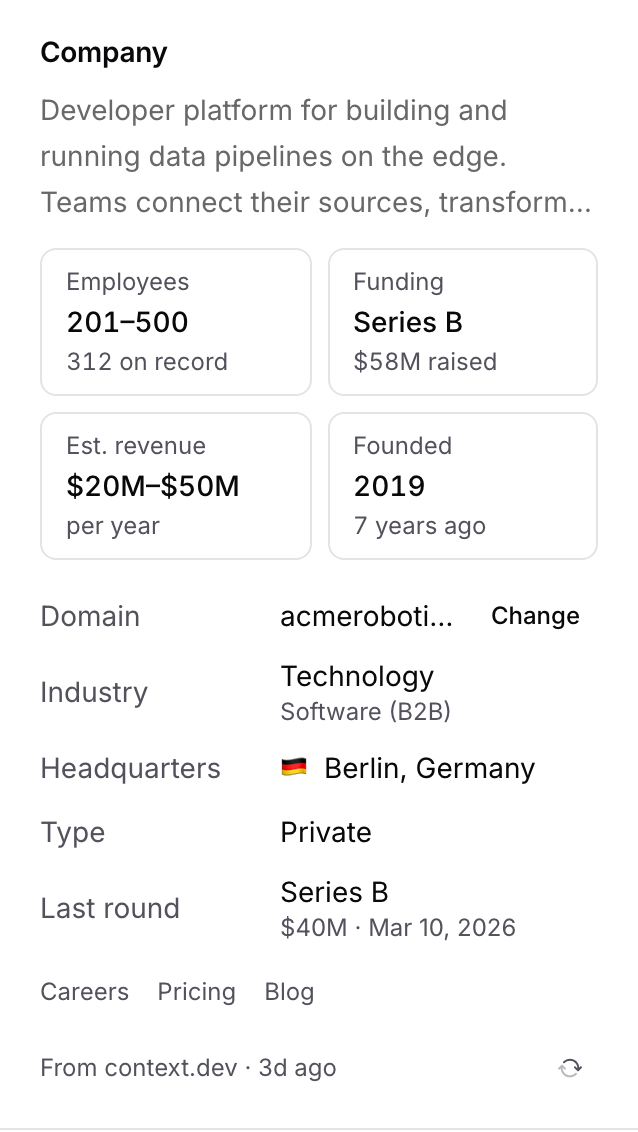 Company
Developer platform for building and
running data pipelines on the edge.
Teams connect their sources, transform...
Employees
201–500
312 on record
Funding
Series B
$58M raised
Est. revenue
$20M–$50M
per year
Founded
2019
7 years ago
Domain acmeroboti... Change
Industry Technology
Software (B2B)
Headquarters Berlin, Germany
Type Private
Last round Series B
$40M · Mar 10, 2026
Careers Pricing Blog
From context.dev · 3d ago